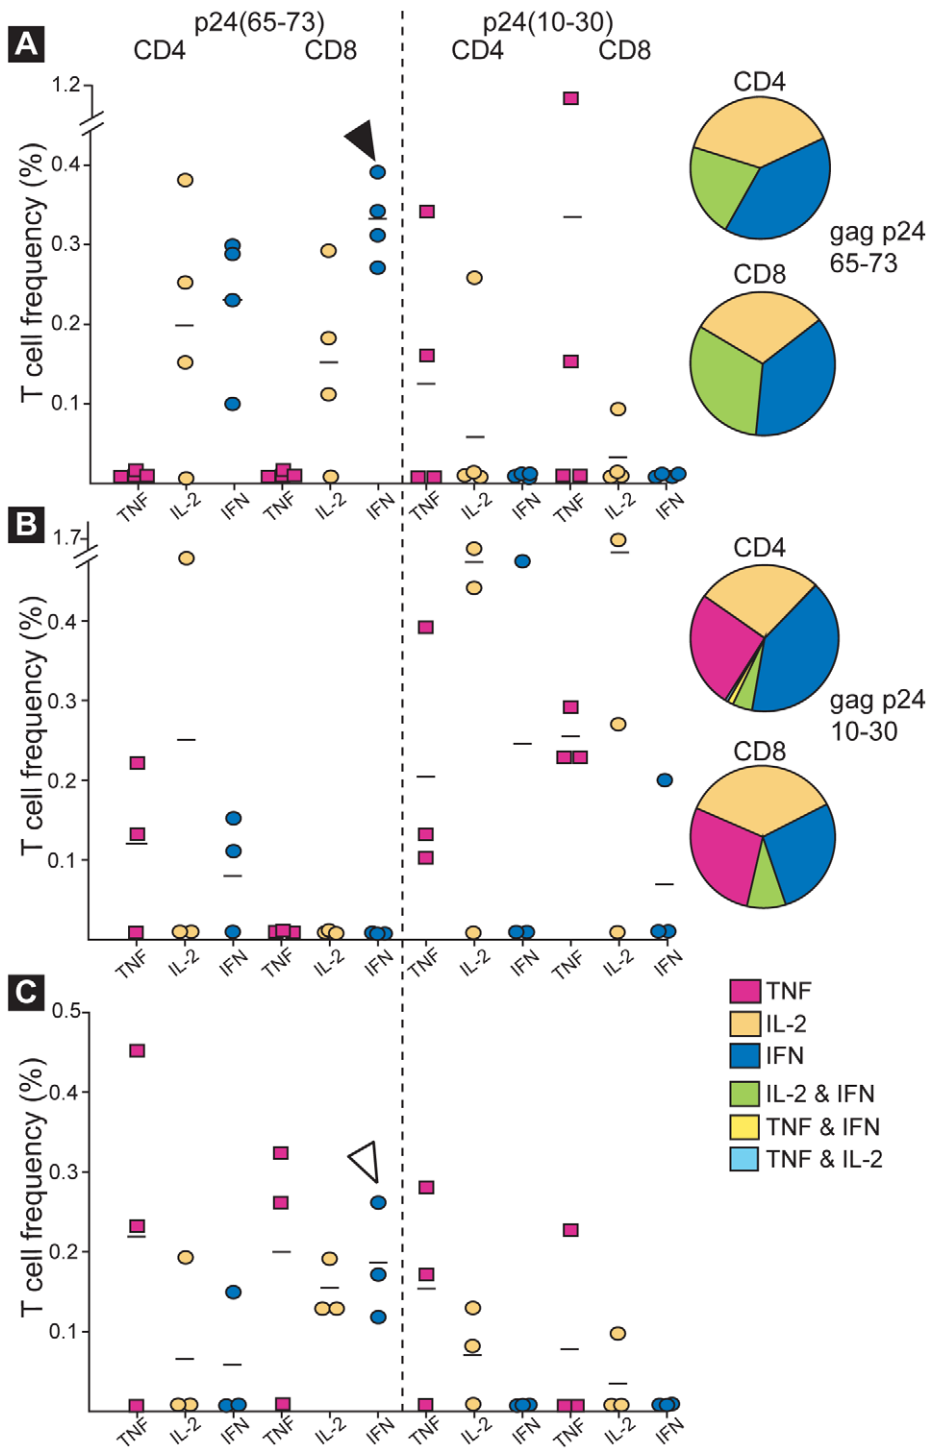 A
p24(65-73)
p24(10-30)
CD4
CD8
CD4
CD8
T cell frequency (%)
1.2
0.4
0.3
0.2
0.1
TNF
IL-2
IFN
TNF
IL-2
IFN
TNF
IL-2
IFN
TNF
IL-2
IFN
CD4
gag p24
65-73
CD8
B
T cell frequency (%)
1.7
0.4
0.3
0.2
0.1
TNF
IL-2
IFN
TNF
IL-2
IFN
TNF
IL-2
IFN
TNF
IL-2
IFN
CD4
gag p24
10-30
CD8
C
T cell frequency (%)
0.5
0.4
0.3
0.2
0.1
TNF
IL-2
IFN
TNF
IL-2
IFN
TNF
IL-2
IFN
TNF
IL-2
IFN
TNF
IL-2
IFN
IL-2 & IFN
TNF & IFN
TNF & IL-2